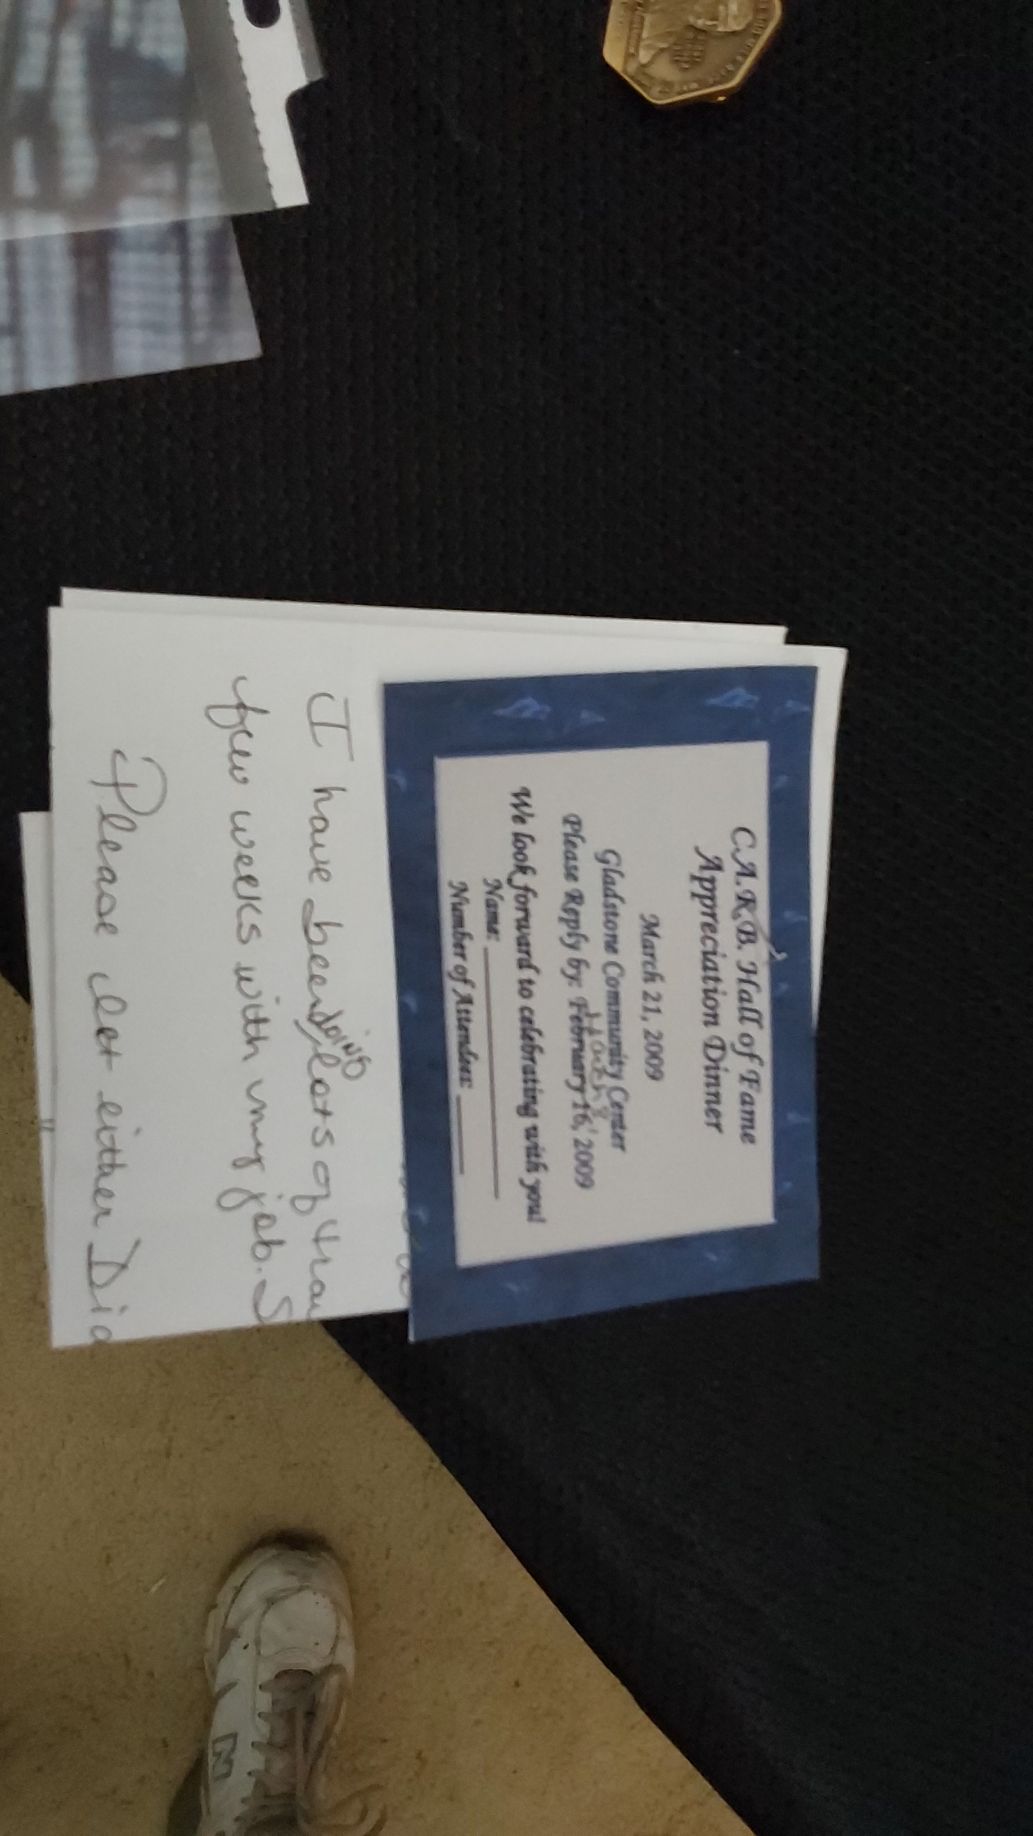 C.A.R.B. Hall of Fame
Appreciation Dinner
March 21, 2009
Gladstone Community Center
Please Reply by: February 16, 2009
We look forward to celebrating with you!
Name:
Number of Attendees:
I have been DOING lots of
few weeks with my job. S
Please let either Dia
N